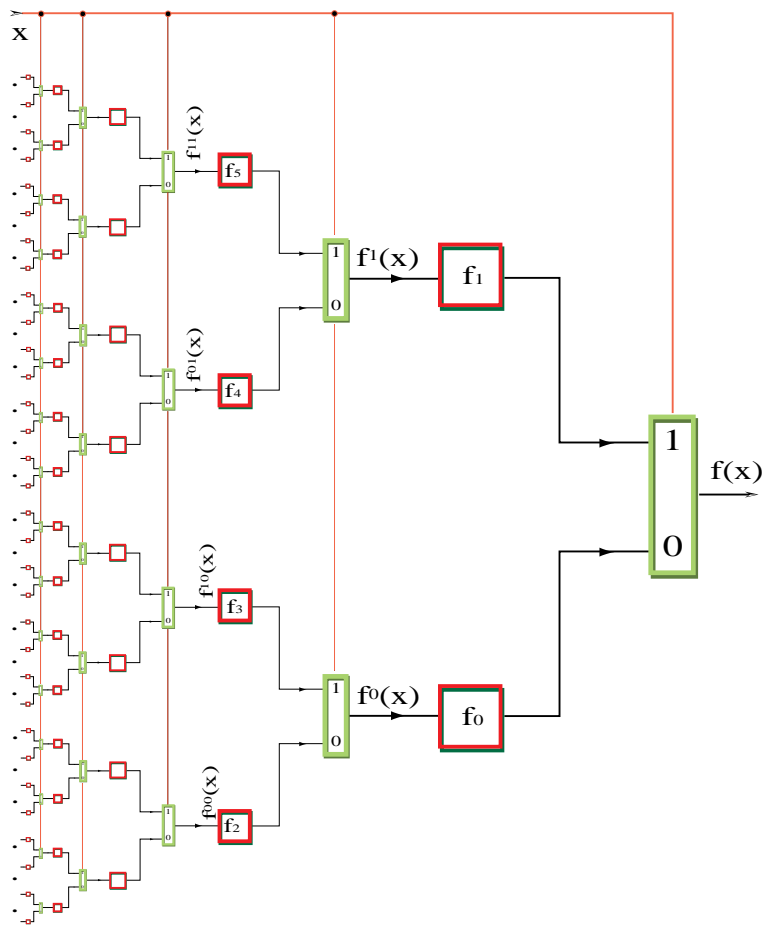 x
1
0
f¹¹(x)
f₅
1
0
f¹(x)
f₁
1
0
f⁰¹(x)
f₄
1
0
f(x)
1
0
f¹⁰(x)
f₃
1
0
f⁰(x)
f₀
1
0
f⁰⁰(x)
f₂